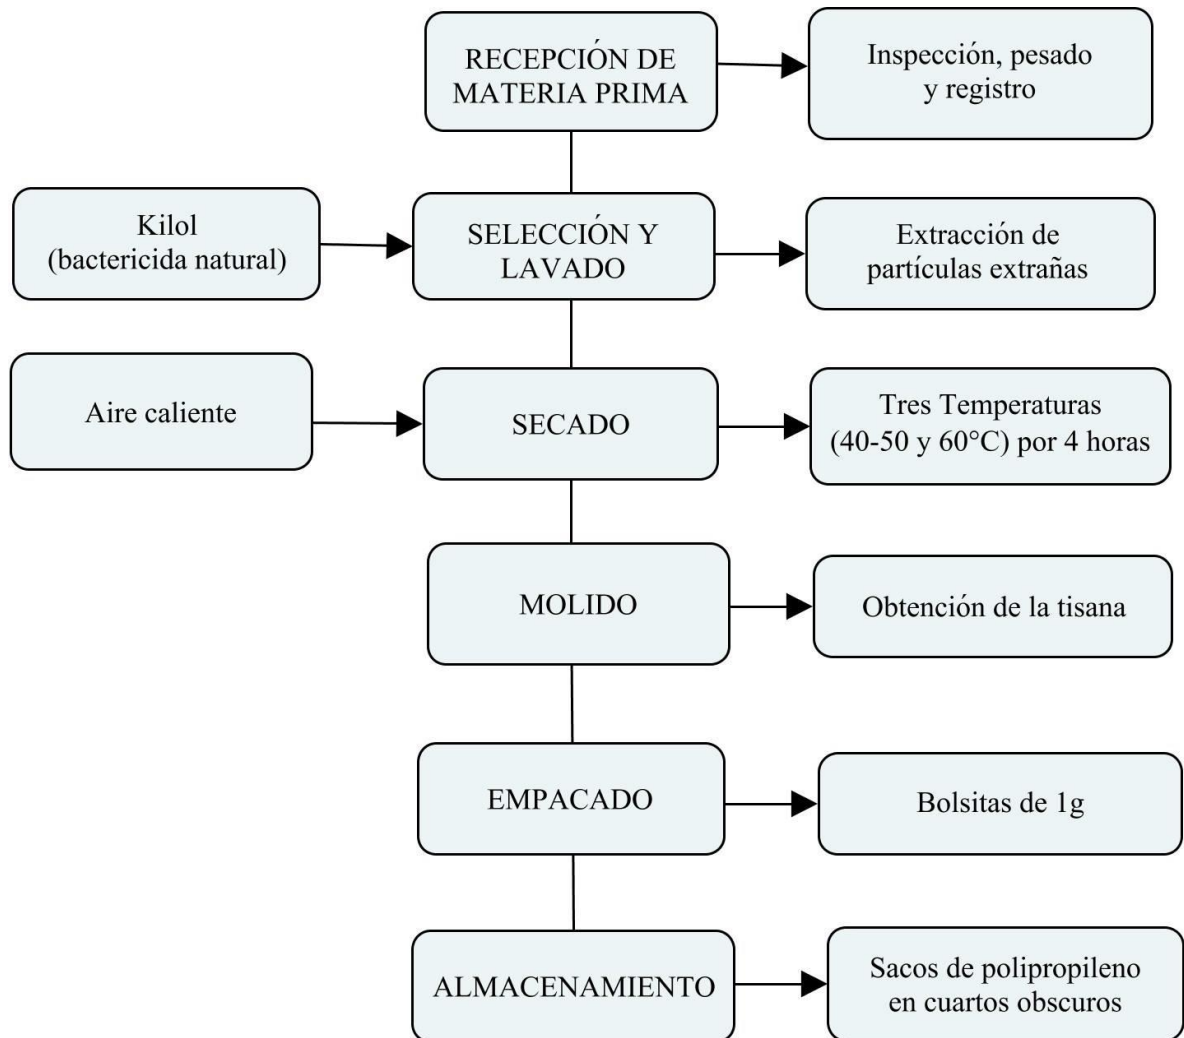 RECEPCIÓN DE
MATERIA PRIMA
Inspección, pesado
y registro
Kilol
(bactericida natural)
SELECCIÓN Y
LAVADO
Extracción de
partículas extrañas
Aire caliente
SECADO
Tres Temperaturas
(40-50 y 60°C) por 4 horas
MOLIDO
Obtención de la tisana
EMPACADO
Bolsitas de 1g
ALMACENAMIENTO
Sacos de polipropileno
en cuartos obscuros